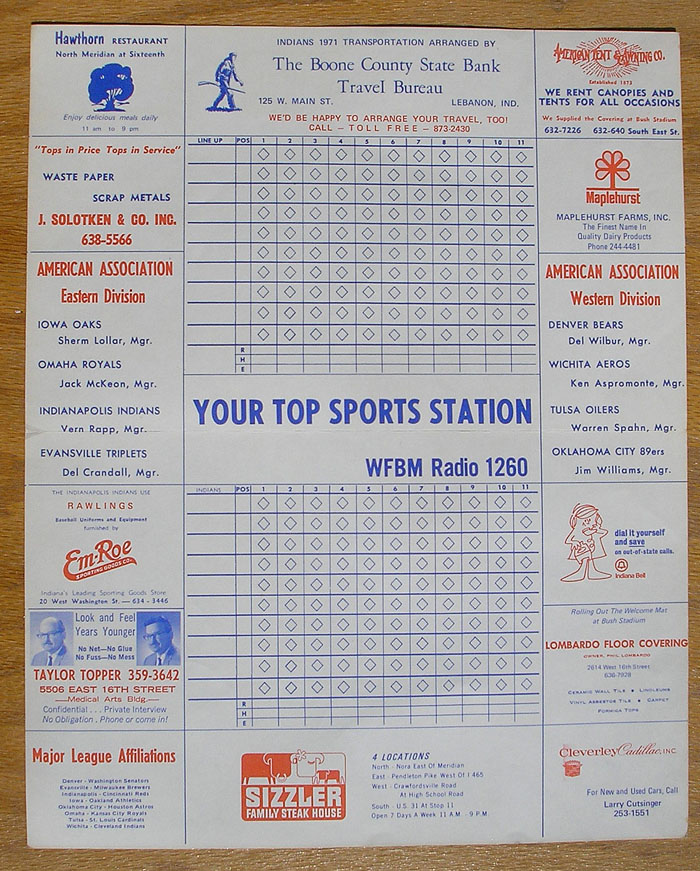 Hawthorn RESTAURANT
North Meridian at Sixteenth
Enjoy delicious meals daily
11 am to 9 pm
INDIANS 1971 TRANSPORTATION ARRANGED BY
The Boone County State Bank
Travel Bureau
125 W. MAIN ST. LEBANON, IND.
WE'D BE HAPPY TO ARRANGE YOUR TRAVEL, TOO!
CALL – TOLL FREE – 873-2430
AMERICAN TENT & AWNING CO.
Established 1873
WE RENT CANOPIES AND
TENTS FOR ALL OCCASIONS
We Supplied the Covering at Bush Stadium
632-7226 632-640 South East St.
"Tops in Price Tops in Service"
WASTE PAPER
SCRAP METALS
J. SOLOTKEN & CO. INC.
638-5566
LINE UP POS 1 2 3 4 5 6 7 8 9 10 11
R
H
E
Maplehurst
MAPLEHURST FARMS, INC.
The Finest Name In
Quality Dairy Products
Phone 244-4481
AMERICAN ASSOCIATION
Eastern Division
IOWA OAKS
Sherm Lollar, Mgr.
OMAHA ROYALS
Jack McKeon, Mgr.
INDIANAPOLIS INDIANS
Vern Rapp, Mgr.
EVANSVILLE TRIPLETS
Del Crandall, Mgr.
AMERICAN ASSOCIATION
Western Division
DENVER BEARS
Del Wilbur, Mgr.
WICHITA AEROS
Ken Aspromonte, Mgr.
TULSA OILERS
Warren Spahn, Mgr.
OKLAHOMA CITY 89ers
Jim Williams, Mgr.
YOUR TOP SPORTS STATION
WFBM Radio 1260
THE INDIANAPOLIS INDIANS USE
RAWLINGS
Baseball Uniforms and Equipment
furnished by
Em-Roe
SPORTING GOODS CO.
Indiana's Leading Sporting Goods Store
20 West Washington St. — 634-3446
INDIANS POS 1 2 3 4 5 6 7 8 9 10 11
R
H
E
dial it yourself
and save
on out-of-state calls.
Indiana Bell
Look and Feel
Years Younger
No Net—No Glue
No Fuss—No Mess
TAYLOR TOPPER 359-3642
5506 EAST 16TH STREET
—Medical Arts Bldg.—
Confidential . . . Private Interview
No Obligation . Phone or come in!
Rolling Out The Welcome Mat
at Bush Stadium
LOMBARDO FLOOR COVERING
OWNER, PHIL LOMBARDO
2614 West 16th Street
636-7828
CERAMIC WALL TILE • LINOLEUMS
VINYL ASBESTOS TILE • CARPET
FORMICA TOPS
Major League Affiliations
Denver - Washington Senators
Evansville - Milwaukee Brewers
Indianapolis - Cincinnati Reds
Iowa - Oakland Athletics
Oklahoma City - Houston Astros
Omaha - Kansas City Royals
Tulsa - St. Louis Cardinals
Wichita - Cleveland Indians
SIZZLER
FAMILY STEAK HOUSE
4 LOCATIONS
North - Nora East Of Meridian
East - Pendleton Pike West Of I 465
West - Crawfordsville Road
At High School Road
South - U.S. 31 At Stop 11
Open 7 Days A Week 11 A.M. - 9 P.M.
Cleverley Cadillac, INC
For New and Used Cars, Call
Larry Cutsinger
253-1551